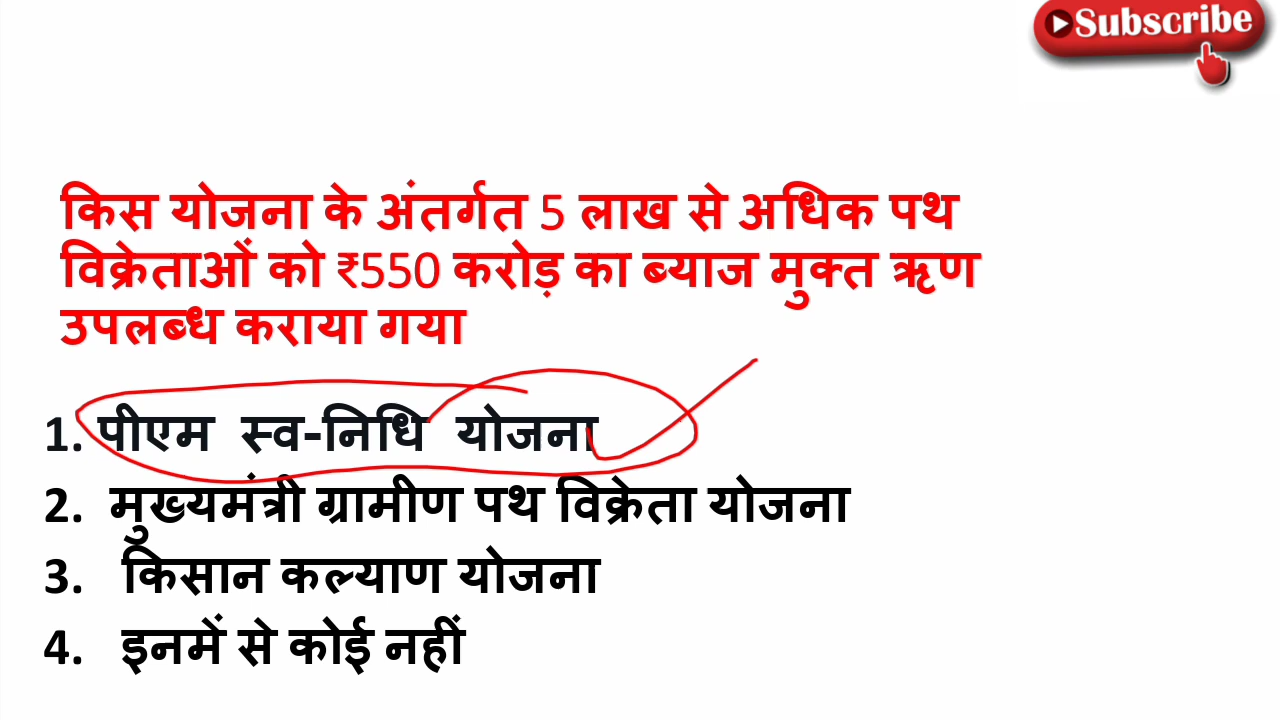 Subscribe
किस योजना के अंतर्गत 5 लाख से अधिक पथ
विक्रेताओं को ₹550 करोड़ का ब्याज मुक्त ऋण
उपलब्ध कराया गया
1. पीएम स्व-निधि योजना
2. मुख्यमंत्री ग्रामीण पथ विक्रेता योजना
3. किसान कल्याण योजना
4. इनमें से कोई नहीं